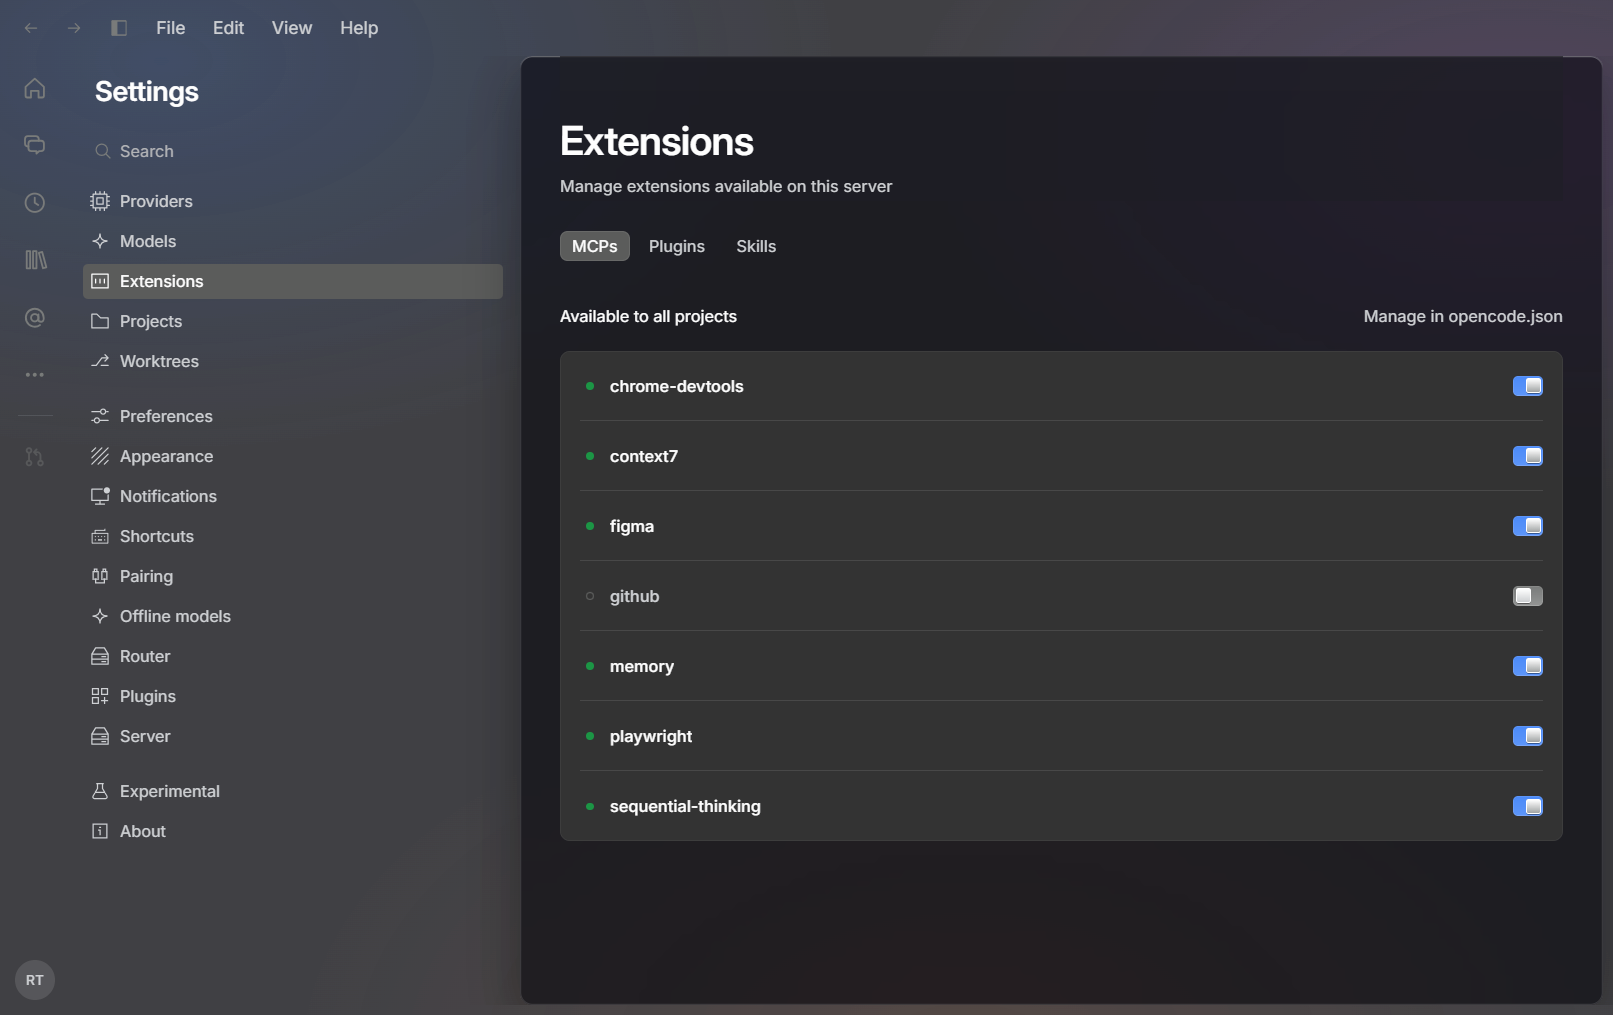 File Edit View Help
Settings
Search
Providers
Models
Extensions
Projects
Worktrees
Preferences
Appearance
Notifications
Shortcuts
Pairing
Offline models
Router
Plugins
Server
Experimental
About
RT
Extensions
Manage extensions available on this server
MCPs Plugins Skills
Available to all projects Manage in opencode.json
chrome-devtools
context7
figma
github
memory
playwright
sequential-thinking